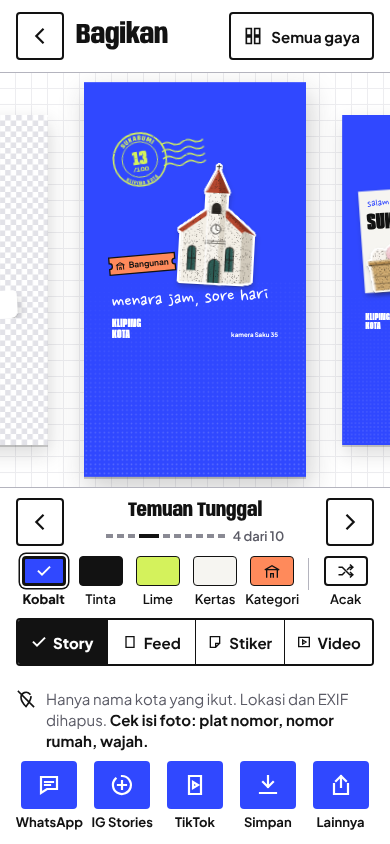 Bagikan
Semua gaya
SUKABUMI
13
/100
Bangunan
menara jam, sore hari
KLIPING
KOTA
kamera Saku 35
salam
KLIPING
KOTA
Temuan Tunggal
4 dari 10
Kobalt
Tinta
Lime
Kertas
Kategori
Acak
Story
Feed
Stiker
Video
Hanya nama kota yang ikut. Lokasi dan EXIF
dihapus. Cek isi foto: plat nomor, nomor
rumah, wajah.
WhatsApp
IG Stories
TikTok
Simpan
Lainnya